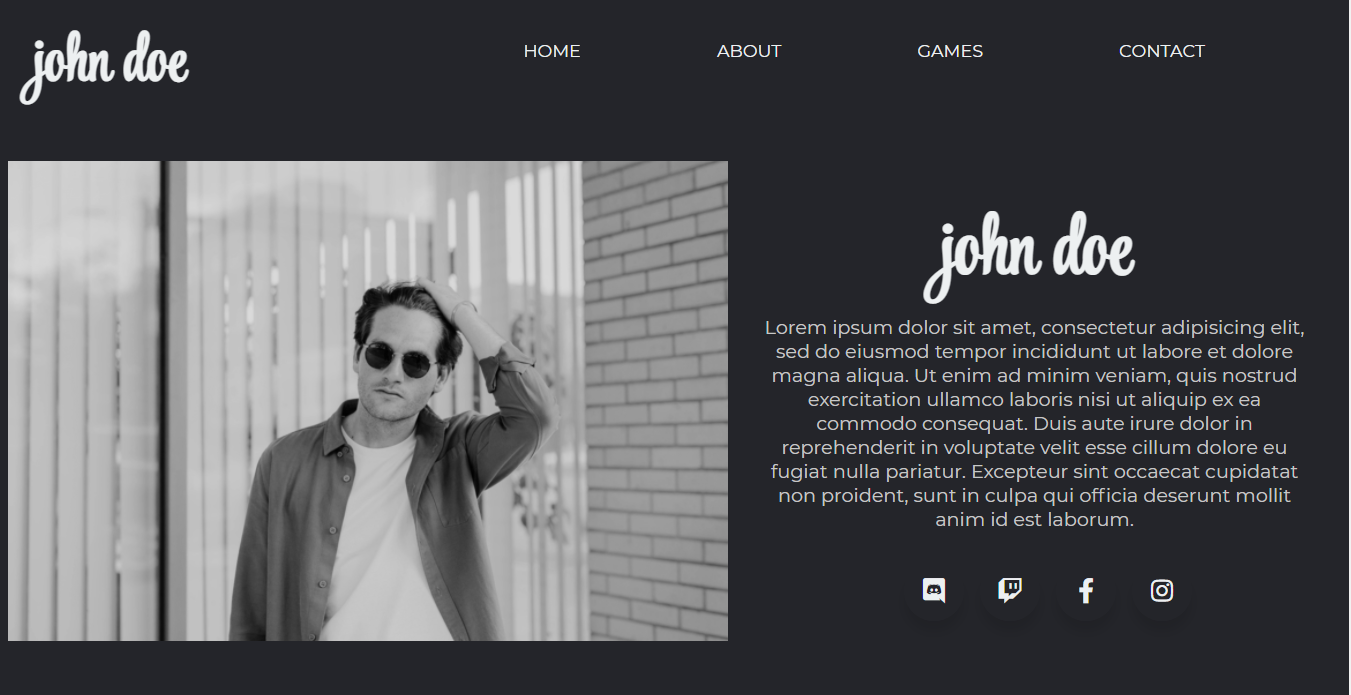 john doe
HOME
ABOUT
GAMES
CONTACT
john doe
Lorem ipsum dolor sit amet, consectetur adipisicing elit,
sed do eiusmod tempor incididunt ut labore et dolore
magna aliqua. Ut enim ad minim veniam, quis nostrud
exercitation ullamco laboris nisi ut aliquip ex ea
commodo consequat. Duis aute irure dolor in
reprehenderit in voluptate velit esse cillum dolore eu
fugiat nulla pariatur. Excepteur sint occaecat cupidatat
non proident, sunt in culpa qui officia deserunt mollit
anim id est laborum.